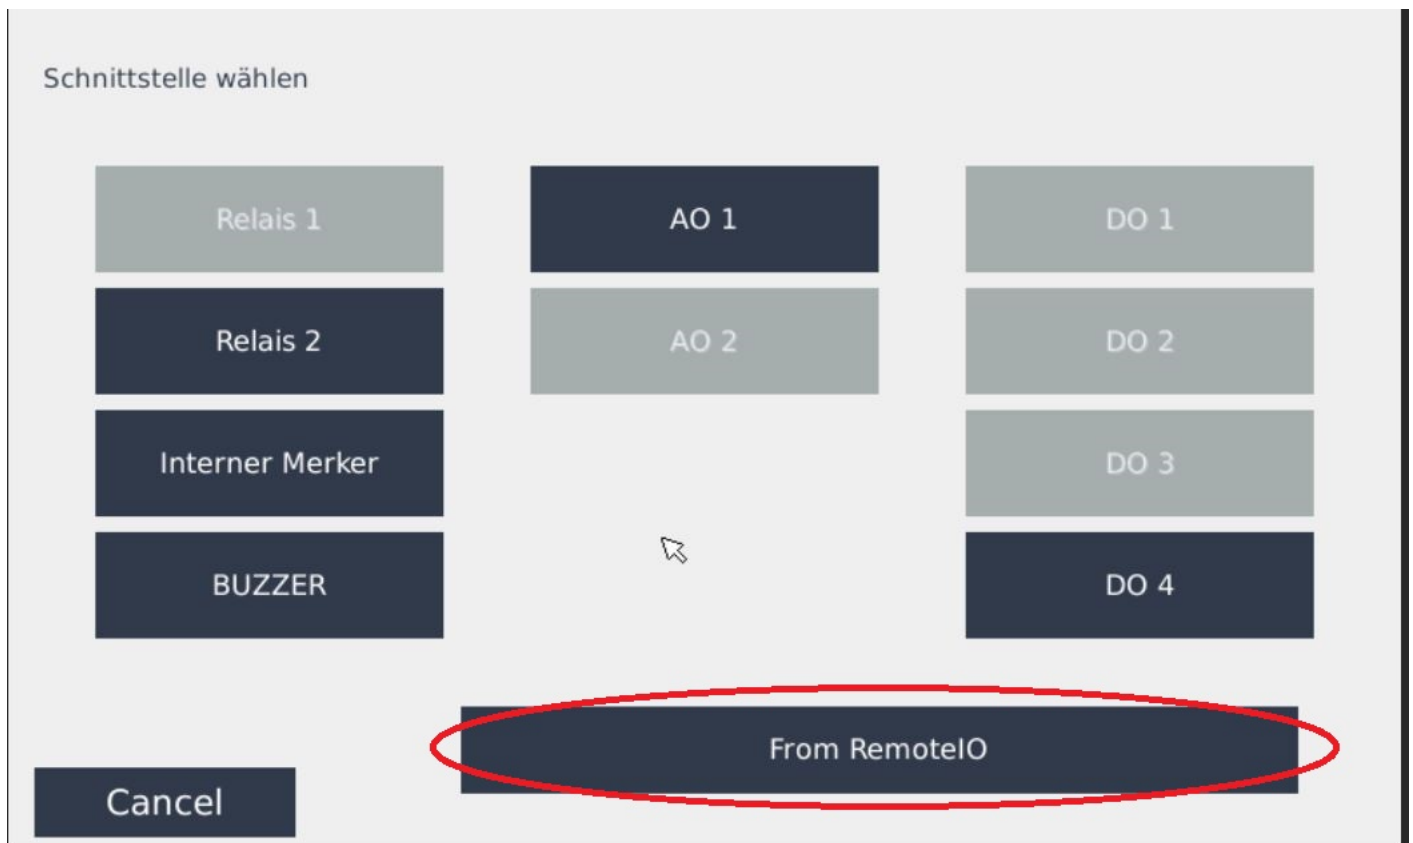 Schnittstelle wählen
Relais 1
AO 1
DO 1
Relais 2
AO 2
DO 2
Interner Merker
DO 3
BUZZER
DO 4
From RemoteIO
Cancel